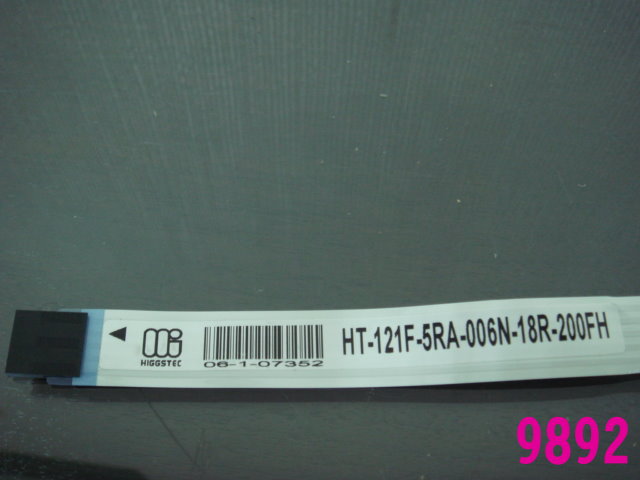 HIGGSTEC
06-1-07352
HT-121F-5RA-006N-18R-200FH
9892